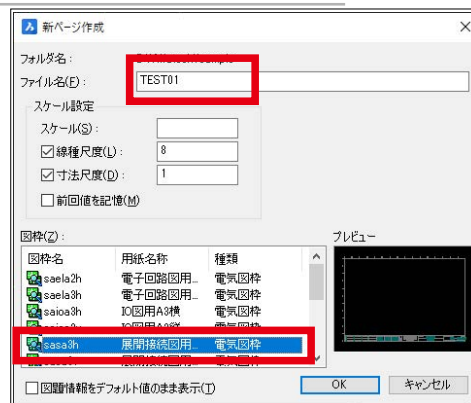 新ページ作成
フォルダ名：
ファイル名(F)： TEST01
スケール設定
スケール(S)：
線種尺度(L)： 8
寸法尺度(D)： 1
前回値を記憶(M)
図枠(Z)： プレビュー
図枠名 用紙名称 種類
saela2h 電子回路図用... 電気図枠
saela3h 電子回路図用... 電気図枠
saioa3h IO図用A3横 電気図枠
sasa3h 展開接続図用... 電気図枠
図題情報をデフォルト値のまま表示(T) OK キャンセル